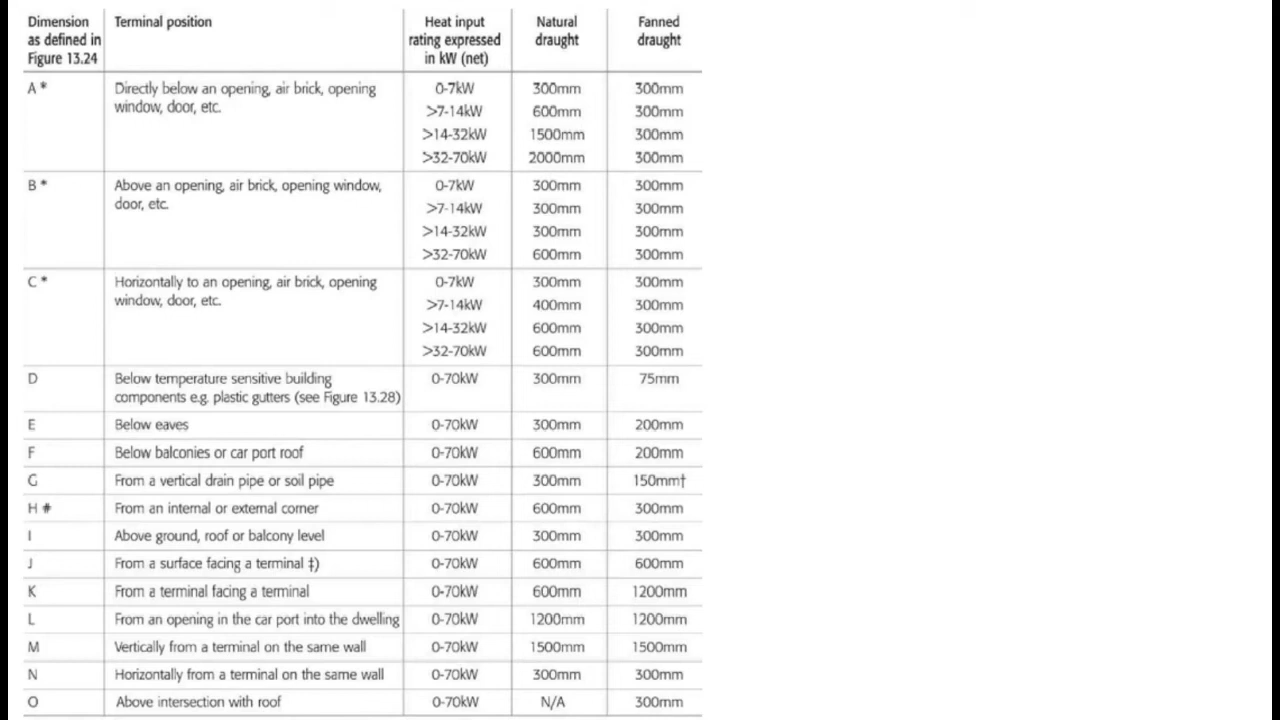 Dimension as defined in Figure 13.24 | Terminal position | Heat input rating expressed in kW (net) | Natural draught | Fanned draught
A * | Directly below an opening, air brick, opening window, door, etc. | 0-7kW | 300mm | 300mm
>7-14kW | 600mm | 300mm
>14-32kW | 1500mm | 300mm
>32-70kW | 2000mm | 300mm
B * | Above an opening, air brick, opening window, door, etc. | 0-7kW | 300mm | 300mm
>7-14kW | 300mm | 300mm
>14-32kW | 300mm | 300mm
>32-70kW | 600mm | 300mm
C * | Horizontally to an opening, air brick, opening window, door, etc. | 0-7kW | 300mm | 300mm
>7-14kW | 400mm | 300mm
>14-32kW | 600mm | 300mm
>32-70kW | 600mm | 300mm
D | Below temperature sensitive building components e.g. plastic gutters (see Figure 13.28) | 0-70kW | 300mm | 75mm
E | Below eaves | 0-70kW | 300mm | 200mm
F | Below balconies or car port roof | 0-70kW | 600mm | 200mm
G | From a vertical drain pipe or soil pipe | 0-70kW | 300mm | 150mm†
H # | From an internal or external corner | 0-70kW | 600mm | 300mm
I | Above ground, roof or balcony level | 0-70kW | 300mm | 300mm
J | From a surface facing a terminal ‡) | 0-70kW | 600mm | 600mm
K | From a terminal facing a terminal | 0-70kW | 600mm | 1200mm
L | From an opening in the car port into the dwelling | 0-70kW | 1200mm | 1200mm
M | Vertically from a terminal on the same wall | 0-70kW | 1500mm | 1500mm
N | Horizontally from a terminal on the same wall | 0-70kW | 300mm | 300mm
O | Above intersection with roof | 0-70kW | N/A | 300mm